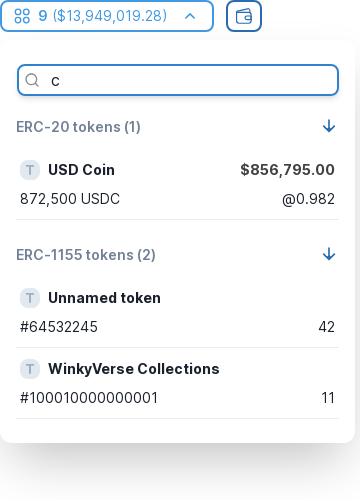 9 ($13,949,019.28)
c
ERC-20 tokens (1)
T USD Coin $856,795.00
872,500 USDC @0.982
ERC-1155 tokens (2)
T Unnamed token
#64532245 42
T WinkyVerse Collections
#100010000000001 11